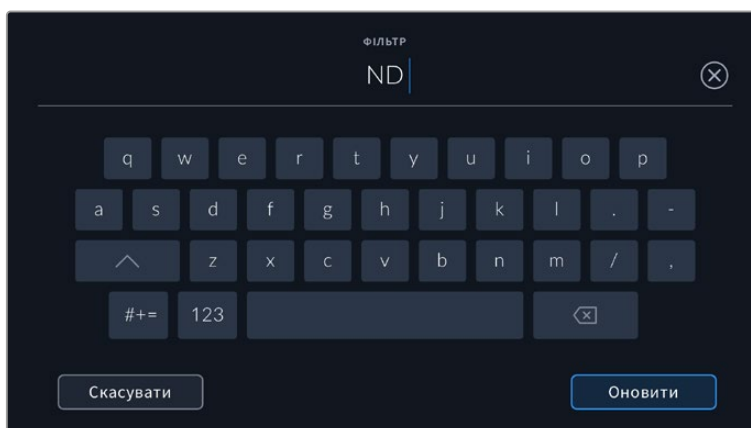 ФІЛЬТР
ND
q w e r t y u i o p
a s d f g h j k l . -
z x c v b n m / ,
#+= 123
Скасувати Оновити